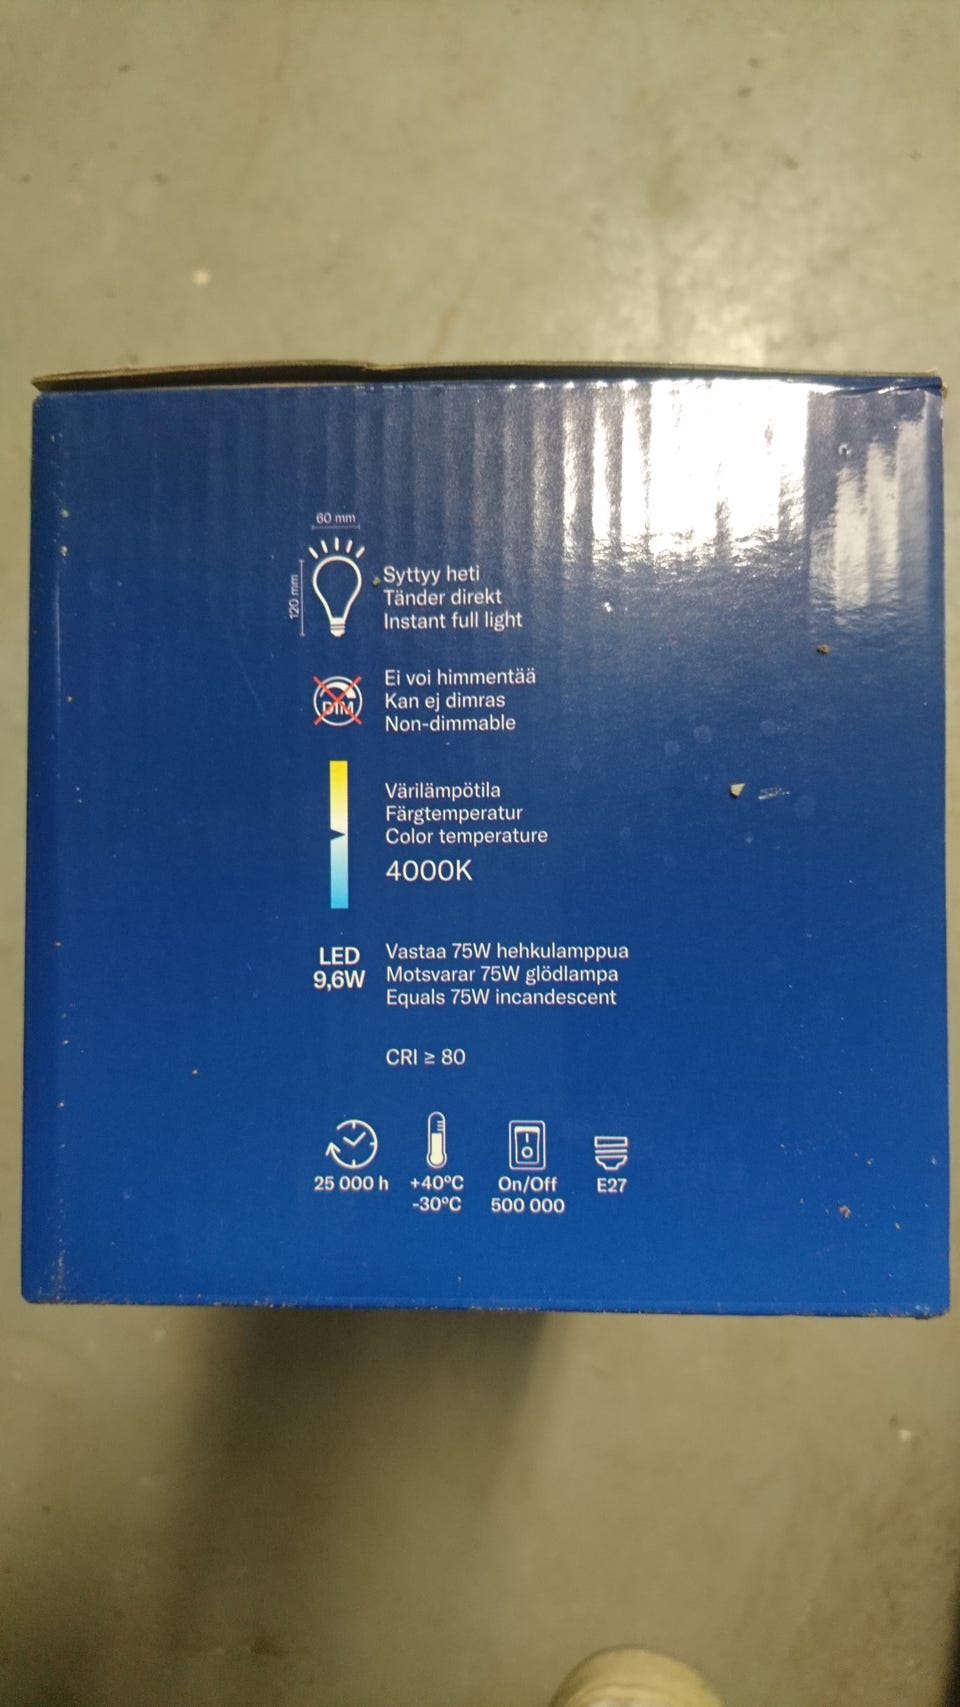 60 mm
120 mm
Syttyy heti
Tänder direkt
Instant full light
DIM
Ei voi himmentää
Kan ej dimras
Non-dimmable
Värilämpötila
Färgtemperatur
Color temperature
4000K
LED
9,6W
Vastaa 75W hehkulamppua
Motsvarar 75W glödlampa
Equals 75W incandescent
CRI ≥ 80
25 000 h
+40°C
-30°C
On/Off
500 000
E27